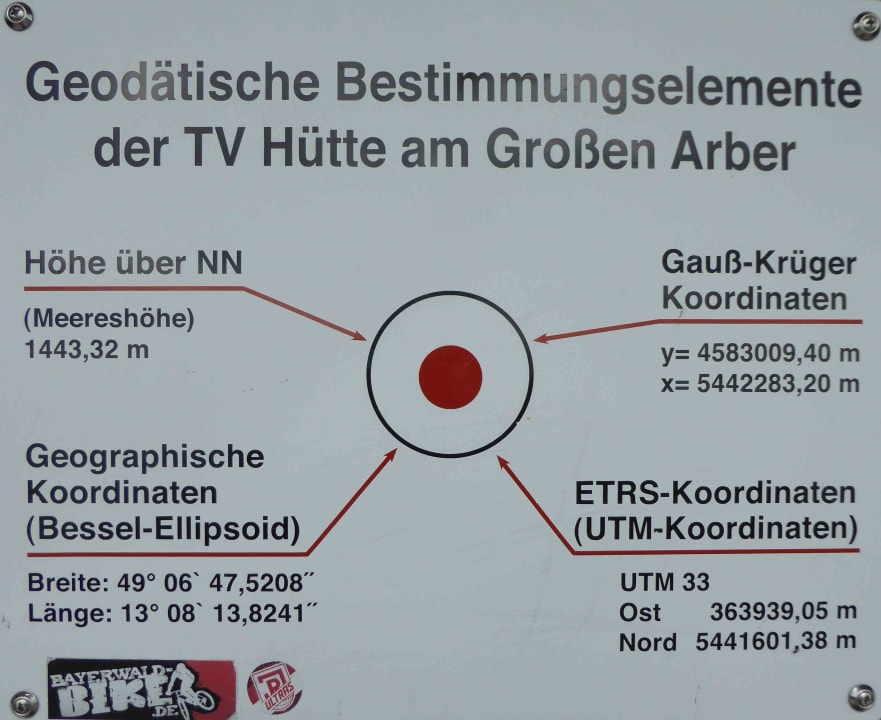 Geodätische Bestimmungselemente
der TV Hütte am Großen Arber
Höhe über NN
(Meereshöhe)
1443,32 m
Gauß-Krüger
Koordinaten
y= 4583009,40 m
x= 5442283,20 m
Geographische
Koordinaten
(Bessel-Ellipsoid)
Breite: 49° 06` 47,5208˝
Länge: 13° 08` 13,8241˝
ETRS-Koordinaten
(UTM-Koordinaten)
UTM 33
Ost 363939,05 m
Nord 5441601,38 m
BAYERWALD-
BIKE
.DE
ULTRAS